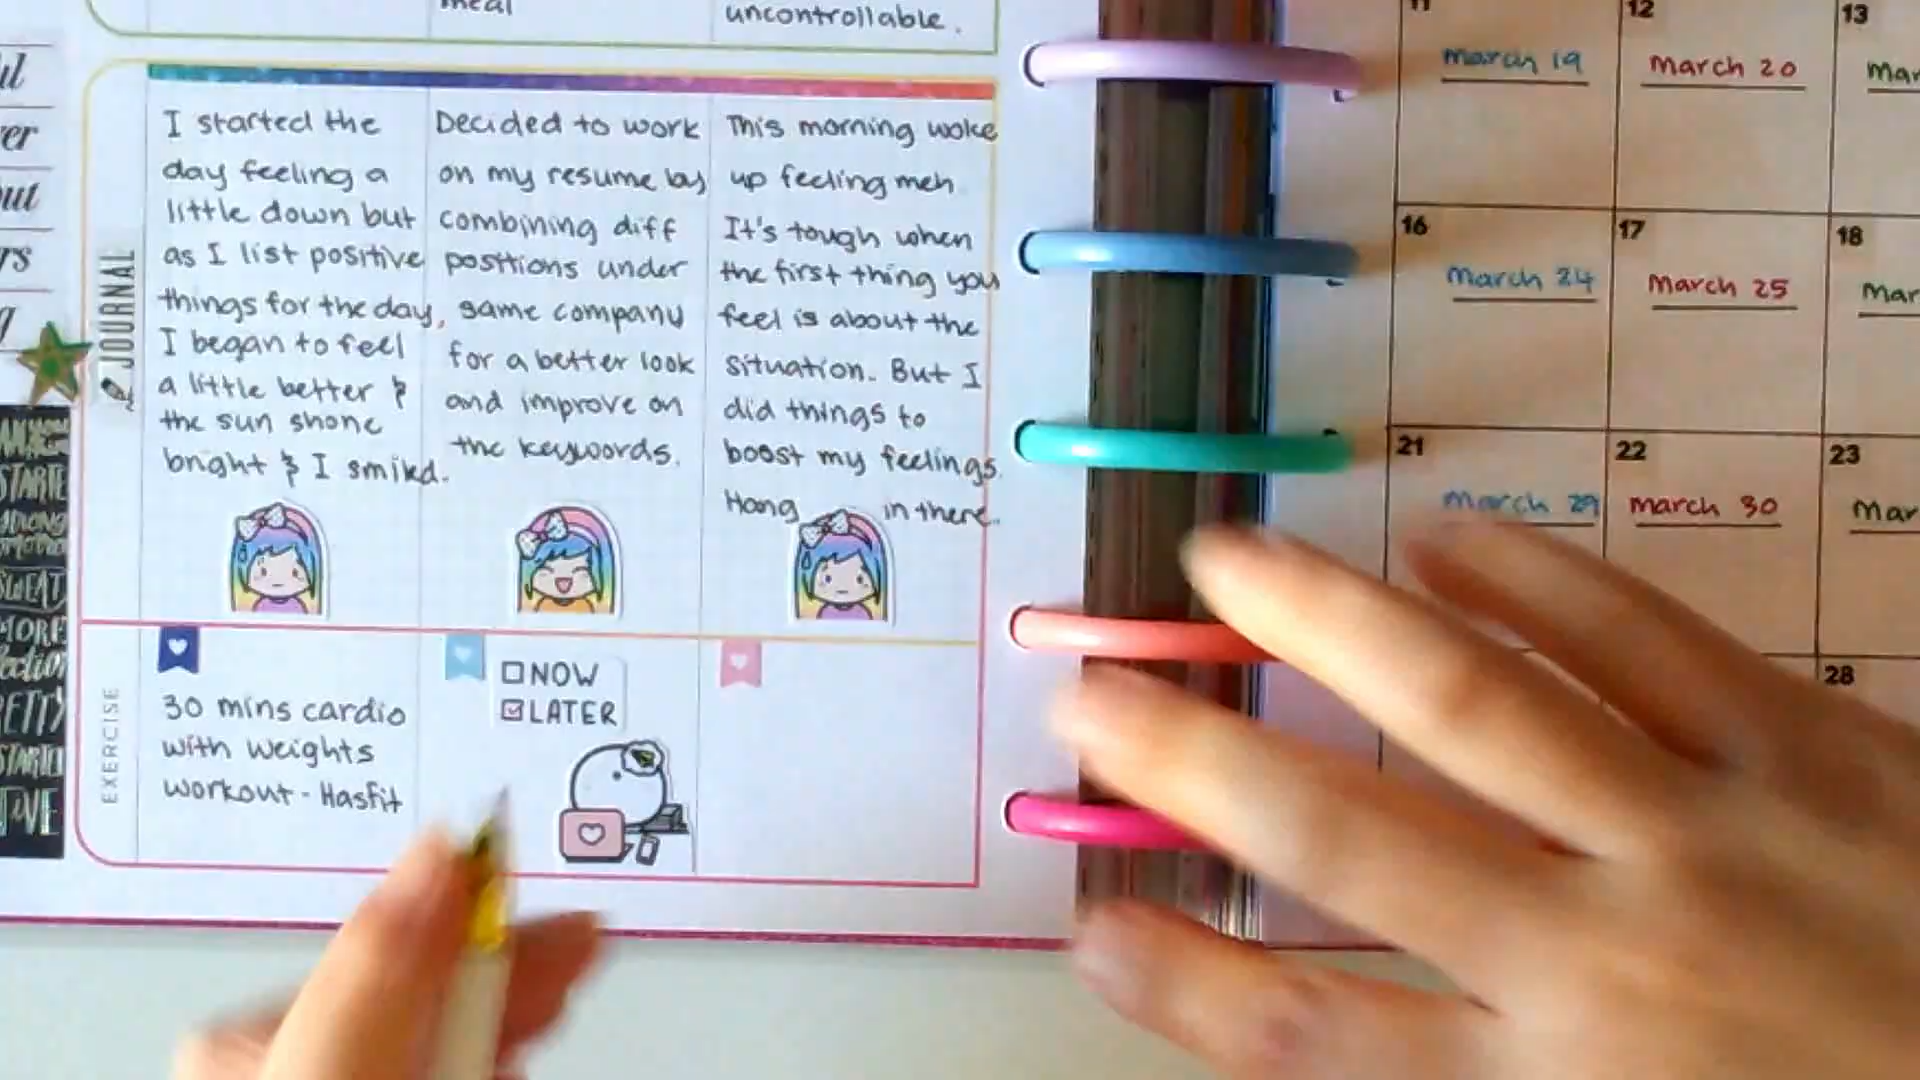 meal
uncontrollable.
JOURNAL
I started the
day feeling a
little down but
as I list positive
things for the day,
I began to feel
a little better &
the sun shone
bright & I smiled.
Decided to work
on my resume by
combining diff
positions under
same company
for a better look
and improve on
the keywords.
This morning woke
up feeling meh
It's tough when
the first thing you
feel is about the
situation. But I
did things to
boost my feelings.
Hang in there.
EXERCISE
30 mins cardio
with weights
workout - Hasfit
NOW
LATER
11
12
13
march 19
march 20
Mar
16
17
18
March 24
March 25
Mar
21
22
23
March 29
March 30
Mar
28